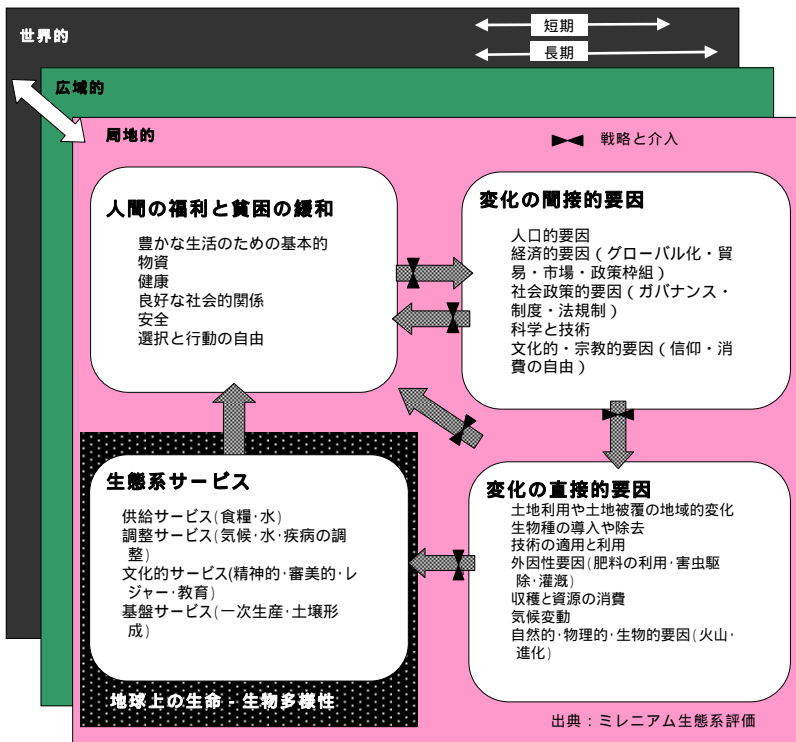 世界的
短期
長期
広域的
局地的
戦略と介入
人間の福利と貧困の緩和
豊かな生活のための基本的
物資
健康
良好な社会的関係
安全
選択と行動の自由
変化の間接的要因
人口的要因
経済的要因(グローバル化・貿
易・市場・政策枠組)
社会政策的要因(ガバナンス・
制度・法規制)
科学と技術
文化的・宗教的要因(信仰・消
費の自由)
生態系サービス
供給サービス(食糧・水)
調整サービス(気候・水・疾病の調
整)
文化的サービス(精神的・審美的・レ
ジャー・教育)
基盤サービス(一次生産・土壌形
成)
地球上の生命 - 生物多様性
変化の直接的要因
土地利用や土地被覆の地域的変化
生物種の導入や除去
技術の適用と利用
外因性要因(肥料の利用・害虫駆
除・灌漑)
収穫と資源の消費
気候変動
自然的・物理的・生物的要因(火山・
進化)
出典:ミレニアム生態系評価